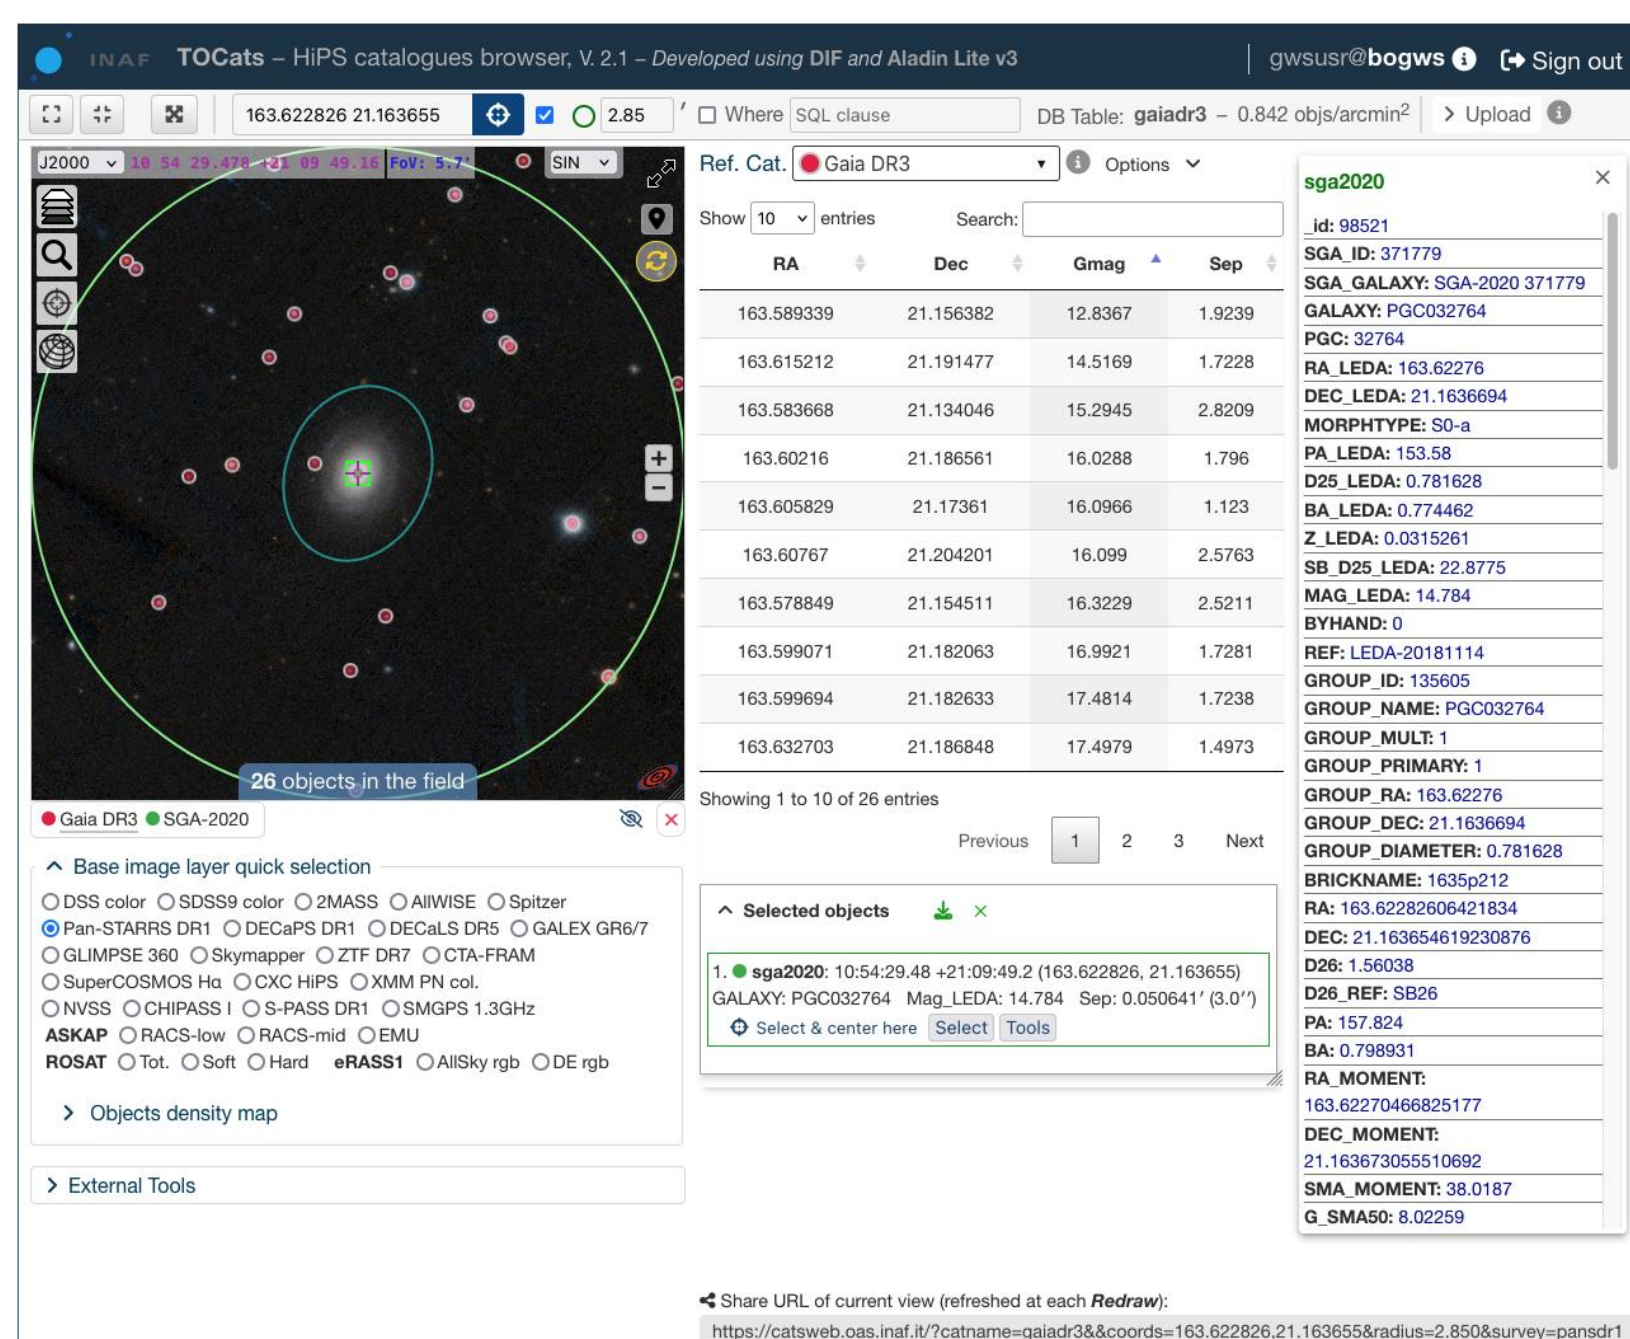 INAF TOCats – HiPS catalogues browser, V. 2.1 – Developed using DIF and Aladin Lite v3 gwsusr@bogws Sign out
163.622826 21.163655 2.85 ′ Where SQL clause DB Table: gaiadr3 – 0.842 objs/arcmin² > Upload
J2000 10 54 29.478 +21 09 49.16 FoV: 5.7' SIN
26 objects in the field
Gaia DR3 SGA-2020
Base image layer quick selection
DSS color SDSS9 color 2MASS AllWISE Spitzer
Pan-STARRS DR1 DECaPS DR1 DECaLS DR5 GALEX GR6/7
GLIMPSE 360 Skymapper ZTF DR7 CTA-FRAM
SuperCOSMOS Hα CXC HiPS XMM PN col.
NVSS CHIPASS I S-PASS DR1 SMGPS 1.3GHz
ASKAP RACS-low RACS-mid EMU
ROSAT Tot. Soft Hard eRASS1 AllSky rgb DE rgb
Objects density map
External Tools
Ref. Cat. Gaia DR3 Options
Show 10 entries Search:
RA Dec Gmag Sep
163.589339 21.156382 12.8367 1.9239
163.615212 21.191477 14.5169 1.7228
163.583668 21.134046 15.2945 2.8209
163.60216 21.186561 16.0288 1.796
163.605829 21.17361 16.0966 1.123
163.60767 21.204201 16.099 2.5763
163.578849 21.154511 16.3229 2.5211
163.599071 21.182063 16.9921 1.7281
163.599694 21.182633 17.4814 1.7238
163.632703 21.186848 17.4979 1.4973
Showing 1 to 10 of 26 entries
Previous 1 2 3 Next
Selected objects
1. sga2020: 10:54:29.48 +21:09:49.2 (163.622826, 21.163655)
GALAXY: PGC032764 Mag_LEDA: 14.784 Sep: 0.050641′ (3.0′′)
Select & center here Select Tools
sga2020
_id: 98521
SGA_ID: 371779
SGA_GALAXY: SGA-2020 371779
GALAXY: PGC032764
PGC: 32764
RA_LEDA: 163.62276
DEC_LEDA: 21.1636694
MORPHTYPE: S0-a
PA_LEDA: 153.58
D25_LEDA: 0.781628
BA_LEDA: 0.774462
Z_LEDA: 0.0315261
SB_D25_LEDA: 22.8775
MAG_LEDA: 14.784
BYHAND: 0
REF: LEDA-20181114
GROUP_ID: 135605
GROUP_NAME: PGC032764
GROUP_MULT: 1
GROUP_PRIMARY: 1
GROUP_RA: 163.62276
GROUP_DEC: 21.1636694
GROUP_DIAMETER: 0.781628
BRICKNAME: 1635p212
RA: 163.62282606421834
DEC: 21.163654619230876
D26: 1.56038
D26_REF: SB26
PA: 157.824
BA: 0.798931
RA_MOMENT:
163.62270466825177
DEC_MOMENT:
21.163673055510692
SMA_MOMENT: 38.0187
G_SMA50: 8.02259
Share URL of current view (refreshed at each Redraw):
https://catsweb.oas.inaf.it/?catname=gaiadr3&&coords=163.622826,21.163655&radius=2.850&survey=pansdr1